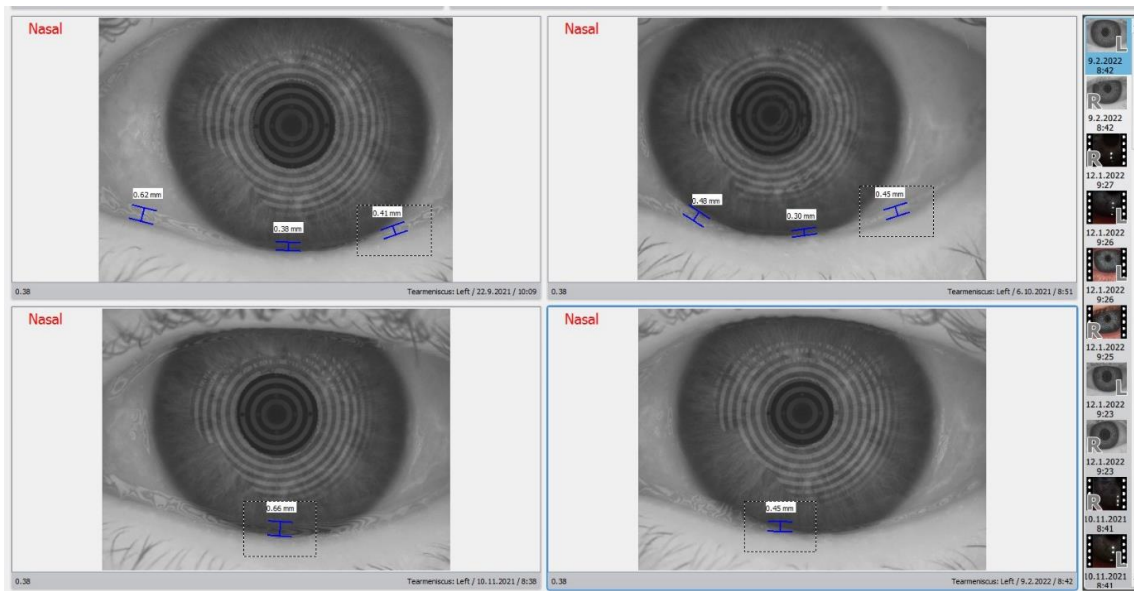 Nasal
0.62 mm
0.38 mm
0.41 mm
0.38
Tearmeniscus: Left / 22.9.2021 / 10:09
Nasal
0.48 mm
0.30 mm
0.45 mm
0.38
Tearmeniscus: Left / 6.10.2021 / 8:51
Nasal
0.66 mm
0.38
Tearmeniscus: Left / 10.11.2021 / 8:38
Nasal
0.45 mm
0.38
Tearmeniscus: Left / 9.2.2022 / 8:42
L
9.2.2022
8:42
R
9.2.2022
8:42
R
12.1.2022
9:27
L
12.1.2022
9:26
L
12.1.2022
9:26
R
12.1.2022
9:25
L
12.1.2022
9:23
R
12.1.2022
9:23
R
10.11.2021
8:41
L
10.11.2021
8:41